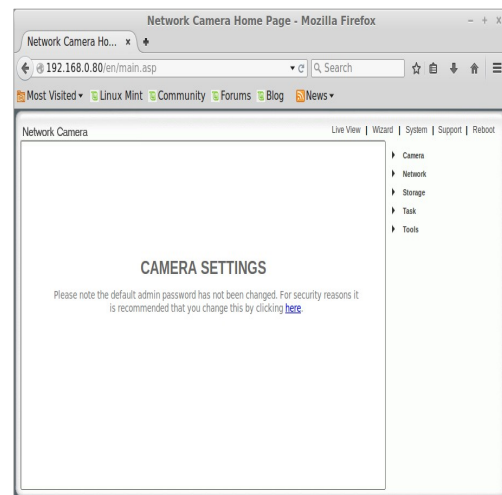 Network Camera Home Page - Mozilla Firefox
Network Camera Ho... x +
192.168.0.80/en/main.asp
Search
Most Visited Linux Mint Community Forums Blog News
Network Camera
Live View | Wizard | System | Support | Reboot
Camera
Network
Storage
Task
Tools
CAMERA SETTINGS
Please note the default admin password has not been changed. For security reasons it
is recommended that you change this by clicking here.